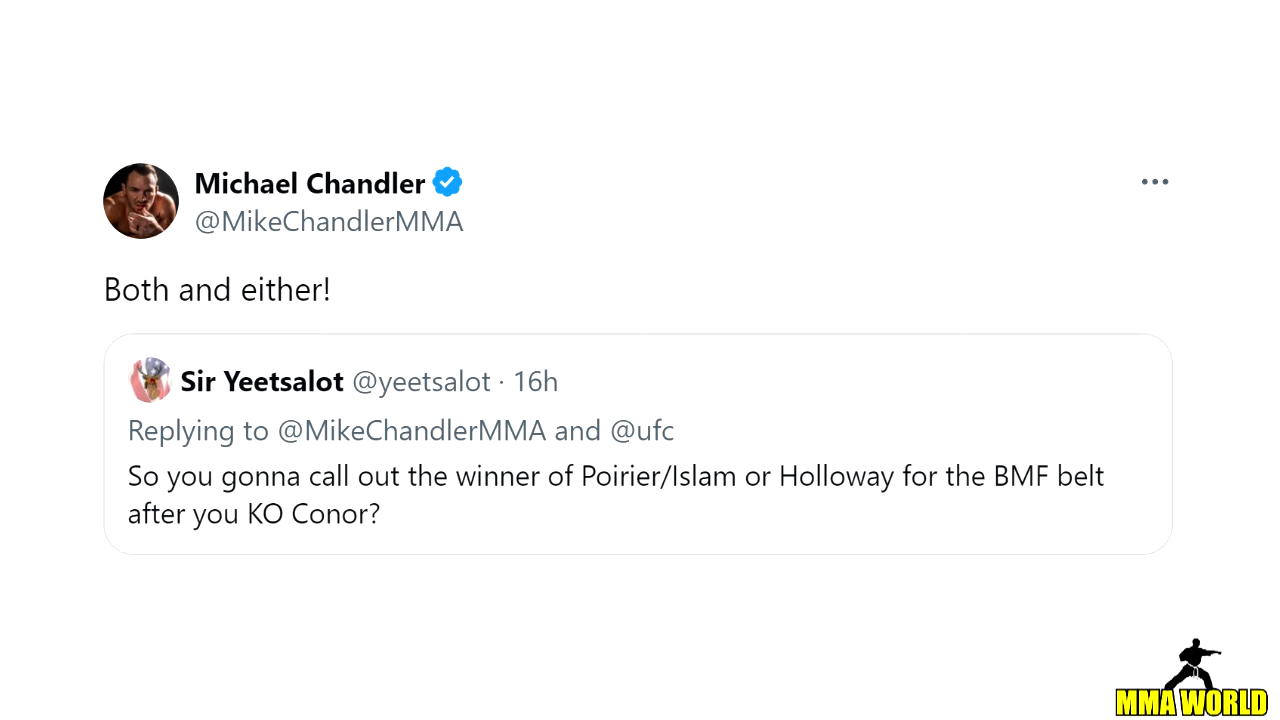 Michael Chandler
@MikeChandlerMMA
Both and either!
Sir Yeetsalot @yeetsalot · 16h
Replying to @MikeChandlerMMA and @ufc
So you gonna call out the winner of Poirier/Islam or Holloway for the BMF belt
after you KO Conor?
MMA WORLD